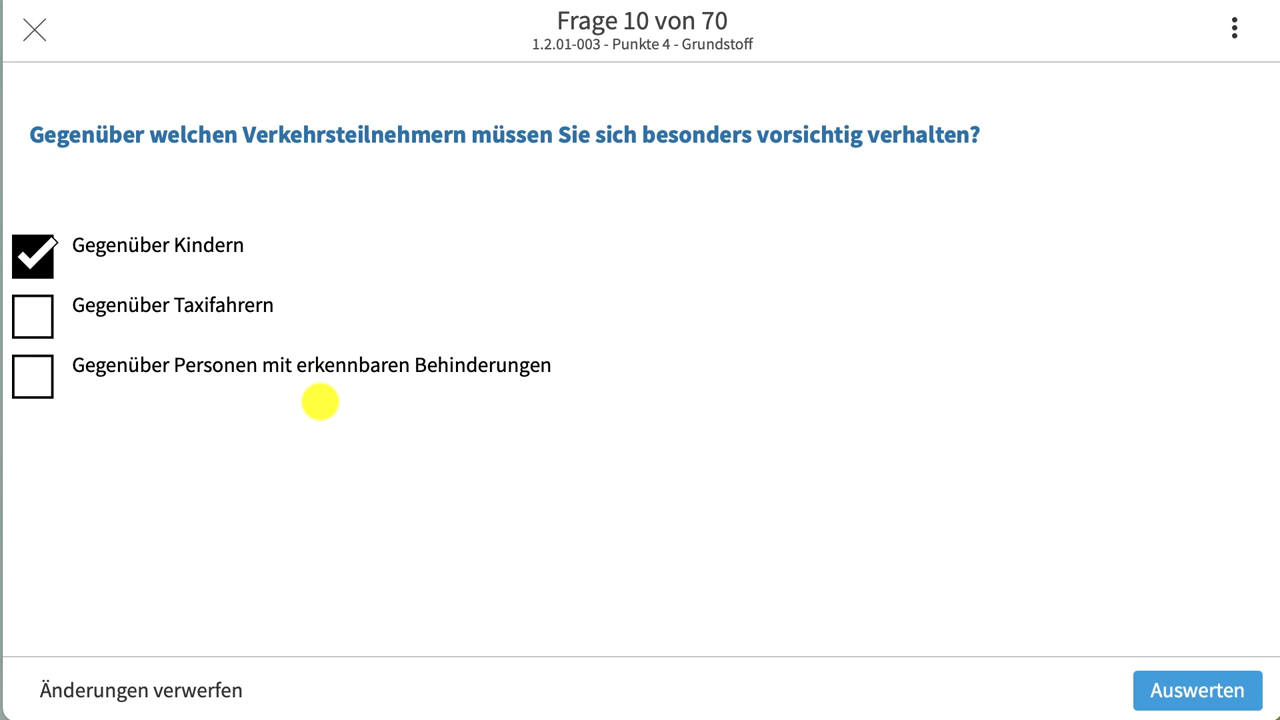 Frage 10 von 70
1.2.01-003 - Punkte 4 - Grundstoff
Gegenüber welchen Verkehrsteilnehmern müssen Sie sich besonders vorsichtig verhalten?
Gegenüber Kindern
Gegenüber Taxifahrern
Gegenüber Personen mit erkennbaren Behinderungen
Änderungen verwerfen
Auswerten